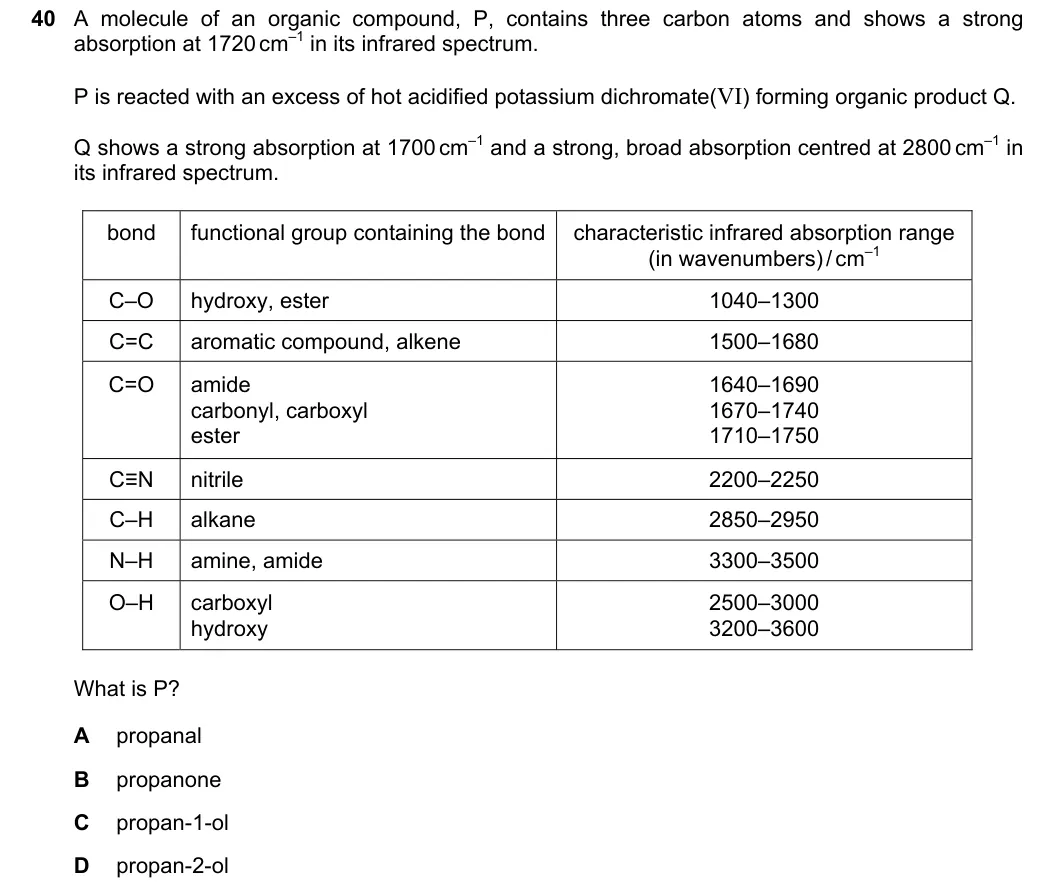 40 A molecule of an organic compound, P, contains three carbon atoms and shows a strong
absorption at 1720 cm⁻¹ in its infrared spectrum.
P is reacted with an excess of hot acidified potassium dichromate(VI) forming organic product Q.
Q shows a strong absorption at 1700 cm⁻¹ and a strong, broad absorption centred at 2800 cm⁻¹ in
its infrared spectrum.
bond functional group containing the bond characteristic infrared absorption range
(in wavenumbers) / cm⁻¹
C–O hydroxy, ester 1040–1300
C=C aromatic compound, alkene 1500–1680
C=O amide 1640–1690
carbonyl, carboxyl 1670–1740
ester 1710–1750
C≡N nitrile 2200–2250
C–H alkane 2850–2950
N–H amine, amide 3300–3500
O–H carboxyl 2500–3000
hydroxy 3200–3600
What is P?
A propanal
B propanone
C propan-1-ol
D propan-2-ol